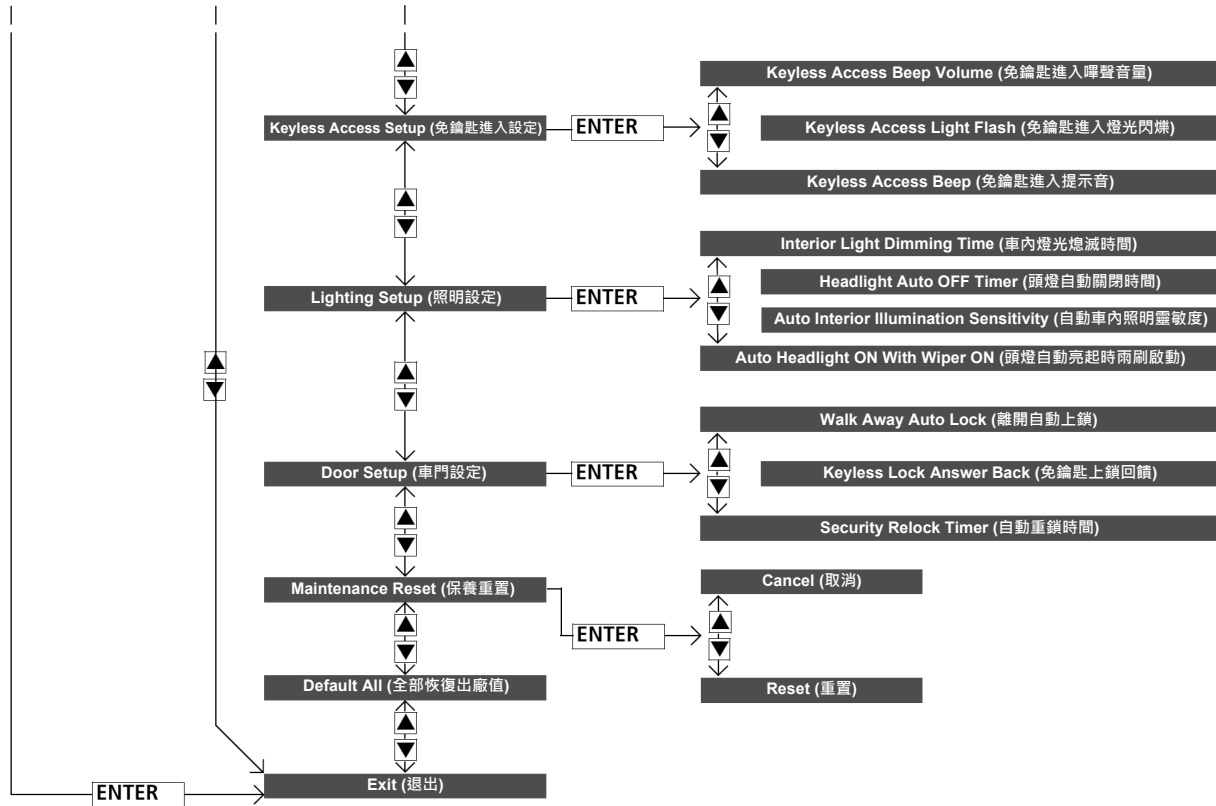 Keyless Access Beep Volume (免鑰匙進入嗶聲音量)
Keyless Access Setup (免鑰匙進入設定)
ENTER
Keyless Access Light Flash (免鑰匙進入燈光閃爍)
Keyless Access Beep (免鑰匙進入提示音)
Interior Light Dimming Time (車內燈光熄滅時間)
Headlight Auto OFF Timer (頭燈自動關閉時間)
Lighting Setup (照明設定)
ENTER
Auto Interior Illumination Sensitivity (自動車內照明靈敏度)
Auto Headlight ON With Wiper ON (頭燈自動亮起時雨刷啟動)
Walk Away Auto Lock (離開自動上鎖)
Door Setup (車門設定)
ENTER
Keyless Lock Answer Back (免鑰匙上鎖回饋)
Security Relock Timer (自動重鎖時間)
Maintenance Reset (保養重置)
Cancel (取消)
ENTER
Default All (全部恢復出廠值)
Reset (重置)
Exit (退出)
ENTER